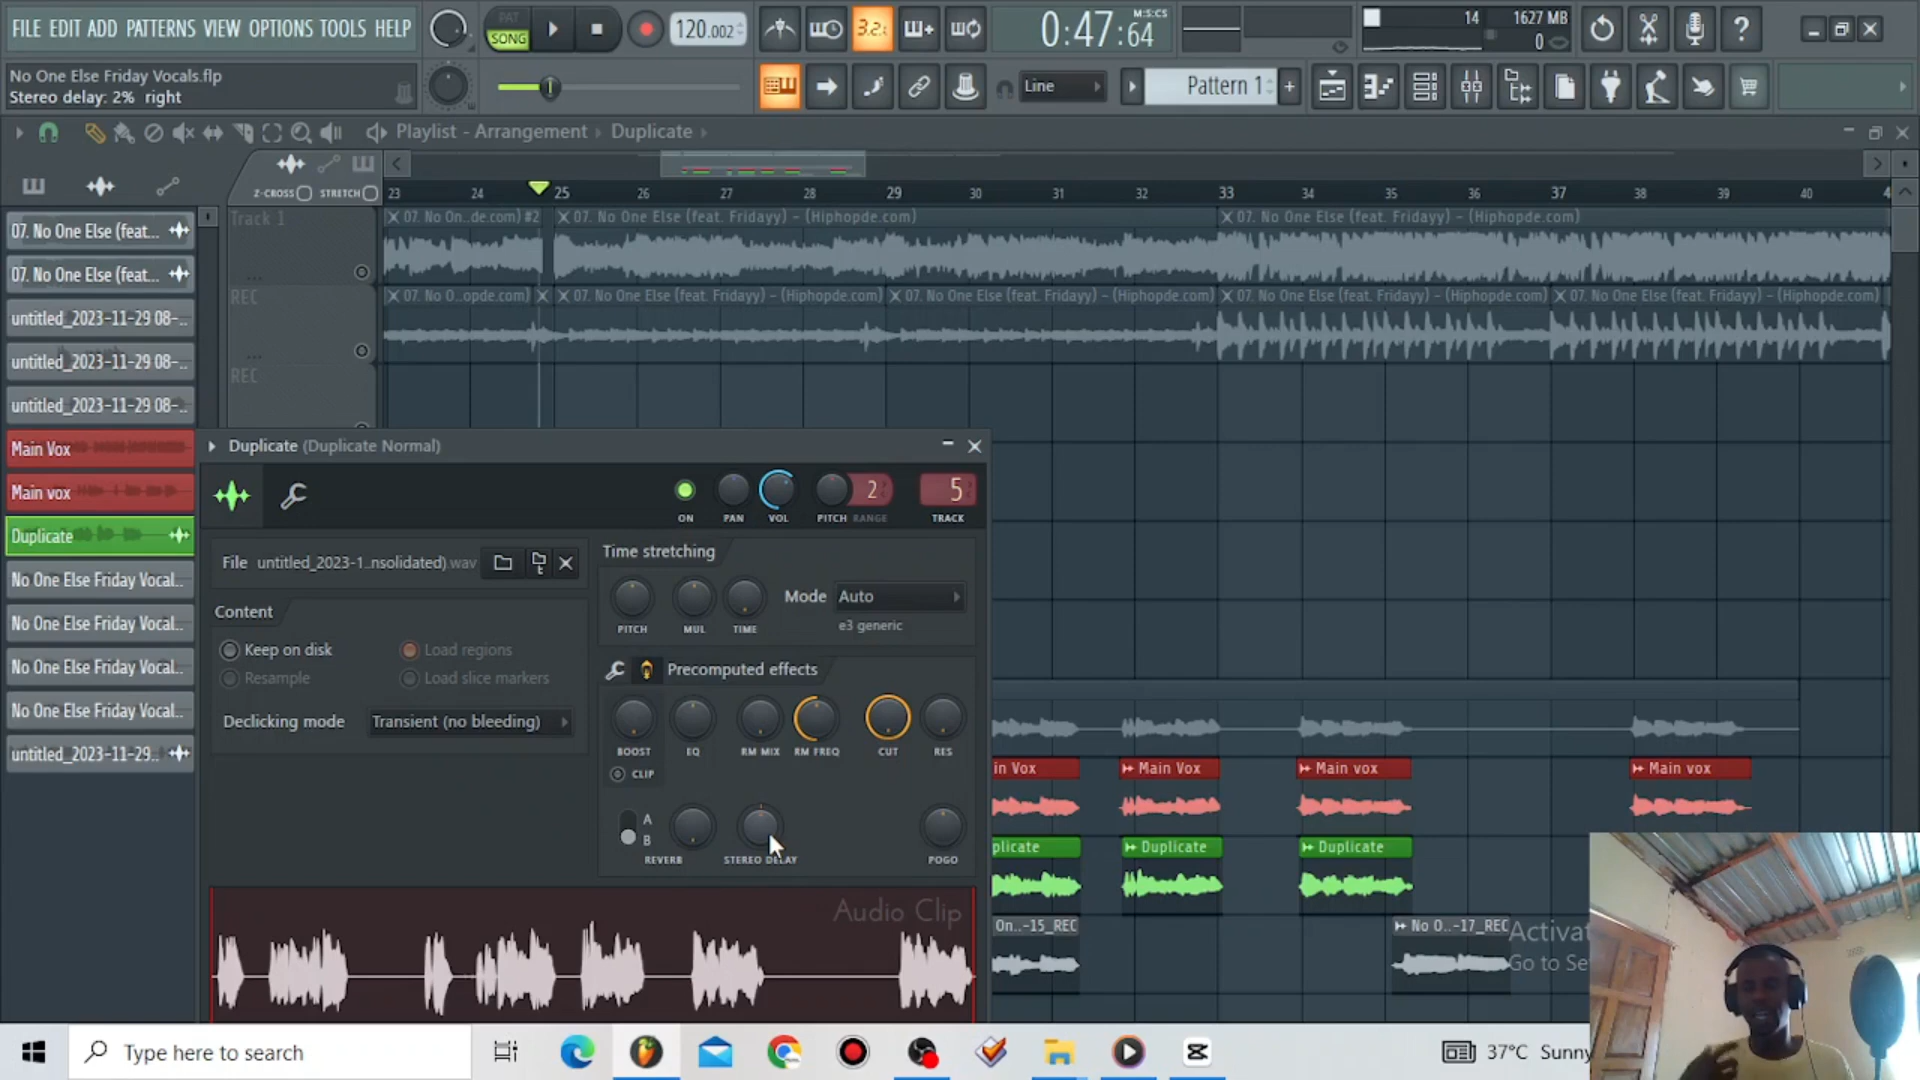 FILE EDIT ADD PATTERNS VIEW OPTIONS TOOLS HELP
PAT
SONG
120.002
3.2.
0:47:64
M:S:CS
14
1627 MB
0
No One Else Friday Vocals.flp
Stereo delay: 2% right
Line
Pattern 1
Playlist - Arrangement › Duplicate ›
Z-CROSS
STRETCH
23 24 25 26 27 28 29 30 31 32 33 34 35 36 37 38 39 40 4
Track 1
07. No On..de.com) #2
07. No One Else (feat. Fridayy) - (Hiphopde.com)
07. No One Else (feat. Fridayy) - (Hiphopde.com)
REC
07. No O..opde.com)
07. No One Else (feat. Fridayy) - (Hiphopde.com)
07. No One Else (feat. Fridayy) - (Hiphopde.com)
07. No One Else (feat. Fridayy) - (Hiphopde.com)
07. No One Else (feat. Fridayy) - (Hiphopde.com)
REC
07. No One Else (feat...
07. No One Else (feat...
untitled_2023-11-29 08-..
untitled_2023-11-29 08-..
untitled_2023-11-29 08-..
Main Vox
Main vox
Duplicate
No One Else Friday Vocal..
No One Else Friday Vocal..
No One Else Friday Vocal..
No One Else Friday Vocal..
untitled_2023-11-29..
Duplicate (Duplicate Normal)
2
5
ON
PAN
VOL
PITCH
RANGE
TRACK
File untitled_2023-1..nsolidated).wav
Time stretching
PITCH
MUL
TIME
Mode
Auto
e3 generic
Content
Keep on disk
Load regions
Resample
Load slice markers
Declicking mode
Transient (no bleeding)
Precomputed effects
BOOST
EQ
RM MIX
RM FREQ
CUT
RES
CLIP
A
B
REVERB
STEREO DELAY
POGO
Audio Clip
in Vox
Main Vox
Main vox
Main vox
plicate
Duplicate
Duplicate
On..-15_REC
No O..-17_REC
Activat
Go to Se
Type here to search
37°C Sunny